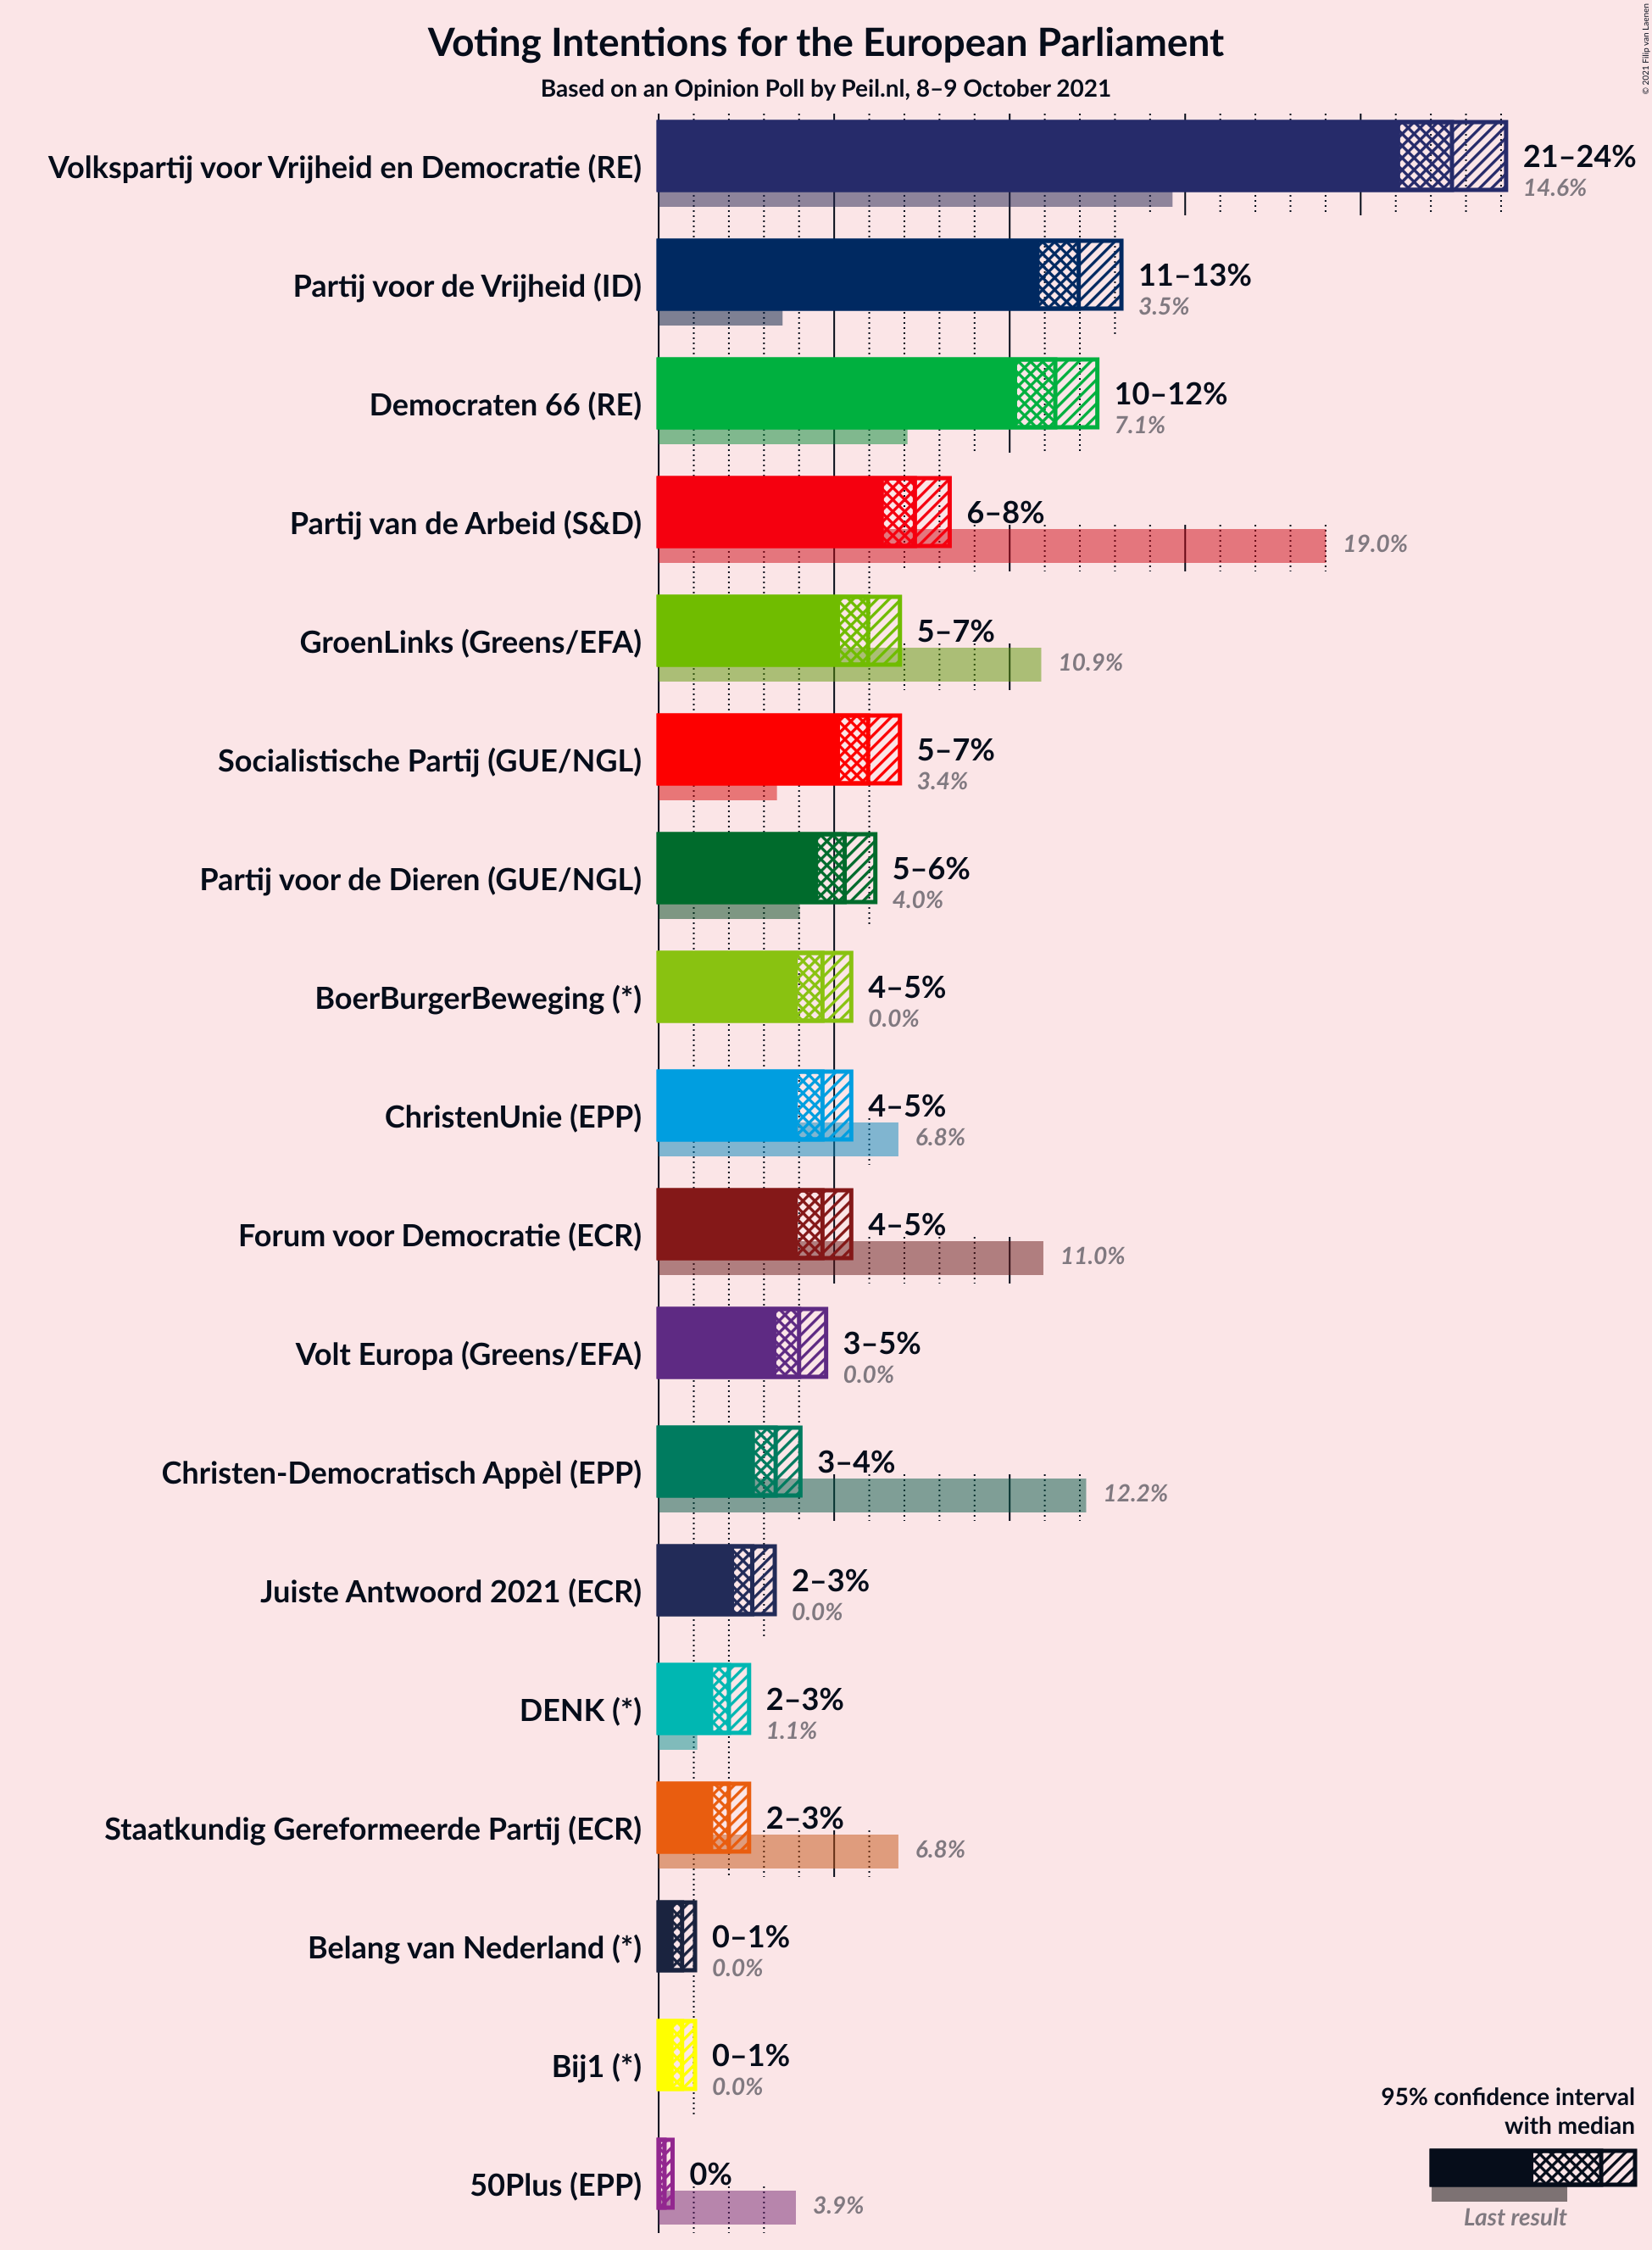 Voting Intentions for the European Parliament
Based on an Opinion Poll by Peil.nl, 8–9 October 2021
© 2021 Filip van Laenen
Volkspartij voor Vrijheid en Democratie (RE)
21–24%
14.6%
Partij voor de Vrijheid (ID)
11–13%
3.5%
Democraten 66 (RE)
10–12%
7.1%
Partij van de Arbeid (S&D)
6–8%
19.0%
GroenLinks (Greens/EFA)
5–7%
10.9%
Socialistische Partij (GUE/NGL)
5–7%
3.4%
Partij voor de Dieren (GUE/NGL)
5–6%
4.0%
BoerBurgerBeweging (*)
4–5%
0.0%
ChristenUnie (EPP)
4–5%
6.8%
Forum voor Democratie (ECR)
4–5%
11.0%
Volt Europa (Greens/EFA)
3–5%
0.0%
Christen-Democratisch Appèl (EPP)
3–4%
12.2%
Juiste Antwoord 2021 (ECR)
2–3%
0.0%
DENK (*)
2–3%
1.1%
Staatkundig Gereformeerde Partij (ECR)
2–3%
6.8%
Belang van Nederland (*)
0–1%
0.0%
Bij1 (*)
0–1%
0.0%
50Plus (EPP)
0%
3.9%
95% confidence interval
with median
Last result